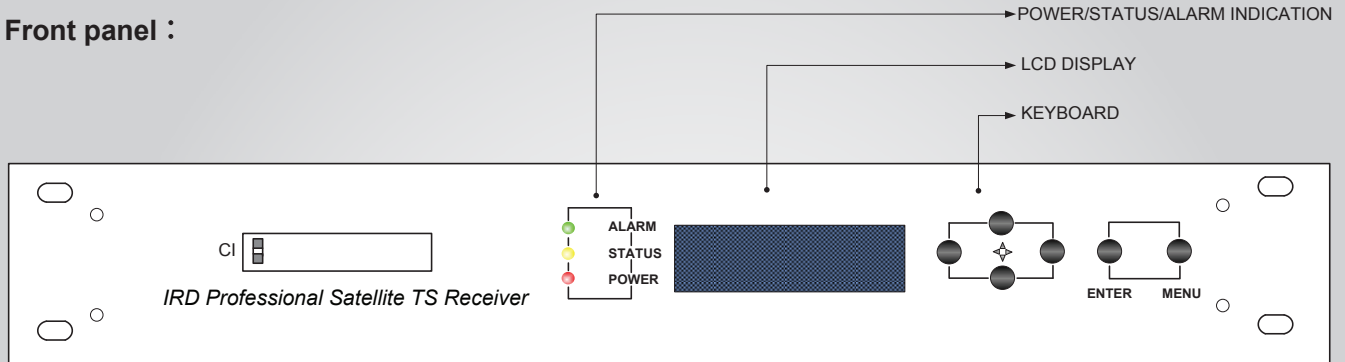 POWER/STATUS/ALARM INDICATION
Front panel：
LCD DISPLAY
KEYBOARD
ALARM
CI
STATUS
POWER
IRD Professional Satellite TS Receiver
ENTER MENU